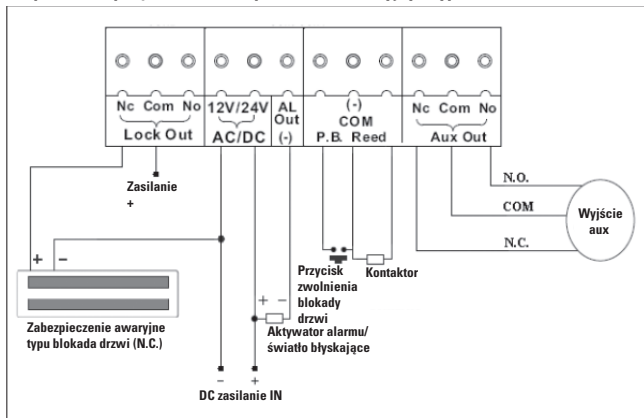 Nc Com No
Lock Out
12V/24V
AC/DC
AL
Out
(-)
(-)
COM
P.B. Reed
Nc Com No
Aux Out
Zasilanie
+
+ -
Zabezpieczenie awaryjne
typu blokada drzwi (N.C.)
- +
DC zasilanie IN
+ -
Aktywator alarmu/
światło błyskające
Przycisk
zwolnienia
blokady
drzwi
Kontaktor
N.O.
COM
N.C.
Wyjście
aux